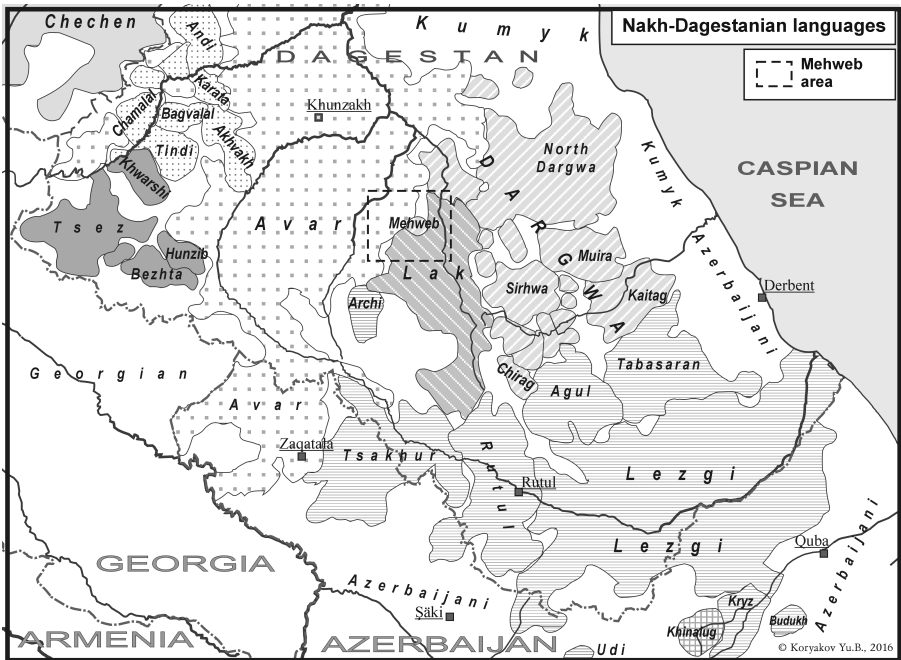 Nakh-Dagestanian languages
Mehweb
area
Chechen
Andi
Kumyk
DAGESTAN
Karata
Khunzakh
Chamalal
Bagvalal
Akhvakh
Tindi
North
Dargwa
DARGWA
Kumyk
CASPIAN
SEA
Khwarshi
Tsez
Avar
Mehweb
Hunzib
Bezhta
Lak
Muira
Azerbaijani
Archi
Sirhwa
Kaitag
Derbent
Georgian
Chirag
Tabasaran
Agul
Avar
Zaqatala
Tsakhur
Rutul
Lezgi
Rutul
Lezgi
Quba
GEORGIA
Azerbaijani
Azerbaijani
Şäki
Kryz
Budukh
Khinalug
ARMENIA
AZERBAIJAN
Udi
© Koryakov Yu.B., 2016